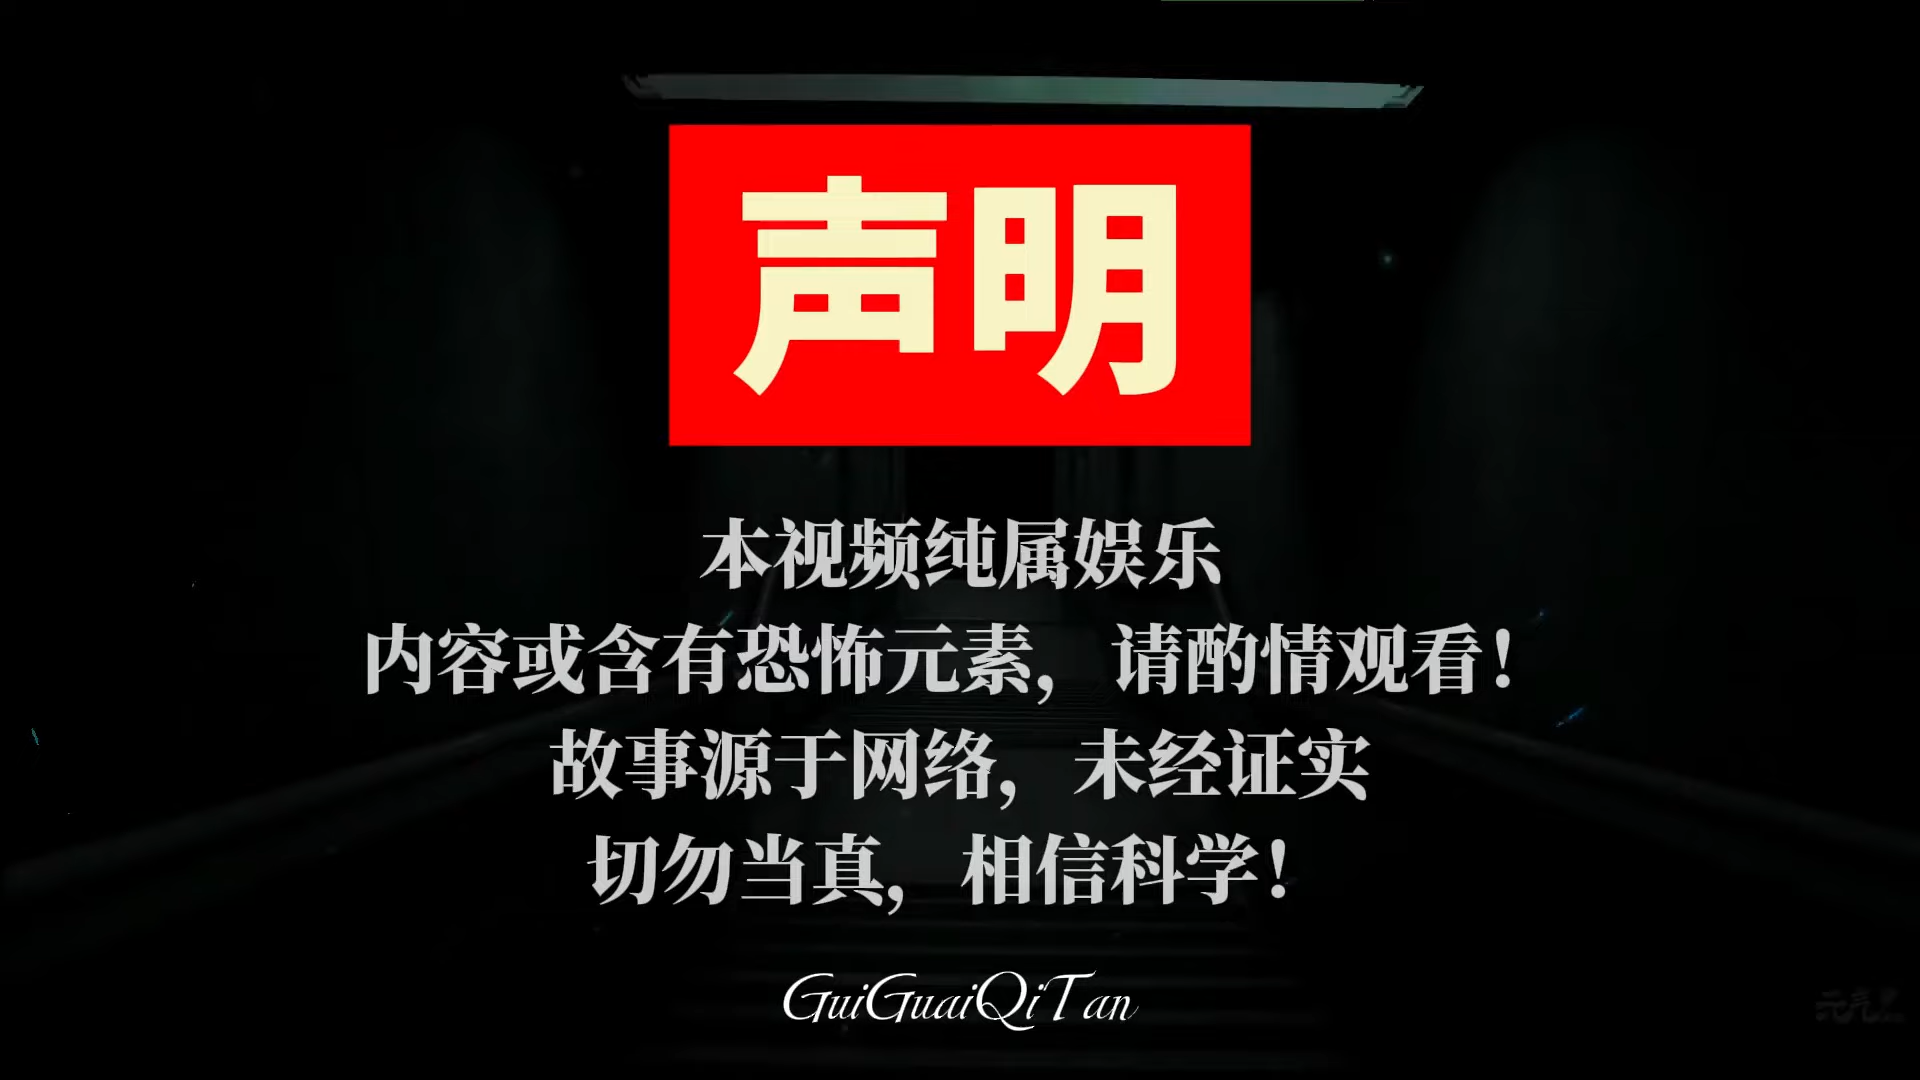 声明
本视频纯属娱乐
内容或含有恐怖元素，请酌情观看！
故事源于网络，未经证实
切勿当真，相信科学！
GuiGuaiQiTan